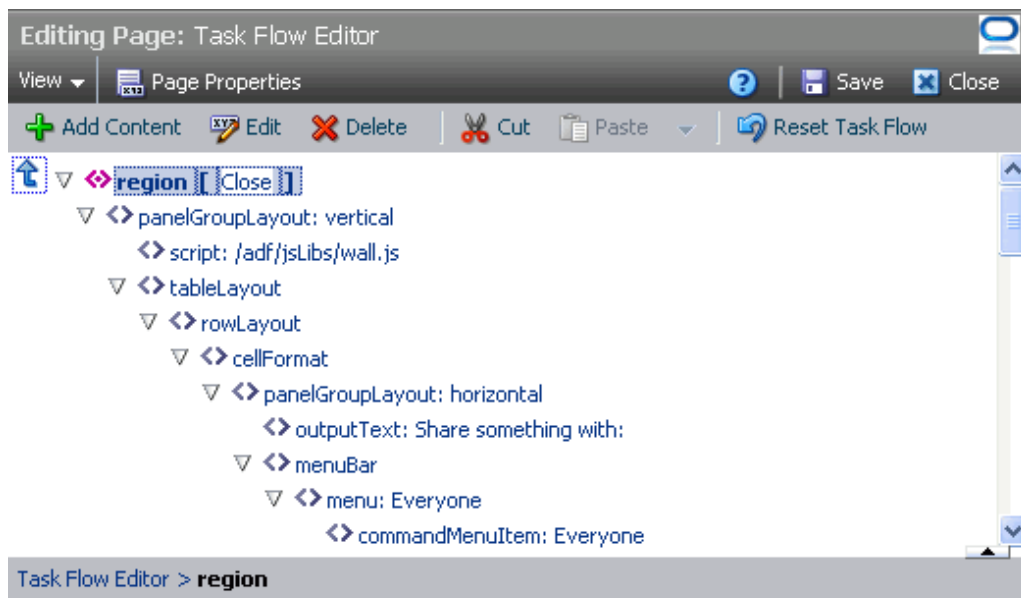 Editing Page: Task Flow Editor
View Page Properties ? Save Close
Add Content Edit Delete Cut Paste Reset Task Flow
region [ Close ]
panelGroupLayout: vertical
script: /adf/jsLibs/wall.js
tableLayout
rowLayout
cellFormat
panelGroupLayout: horizontal
outputText: Share something with:
menuBar
menu: Everyone
commandMenuItem: Everyone
Task Flow Editor > region